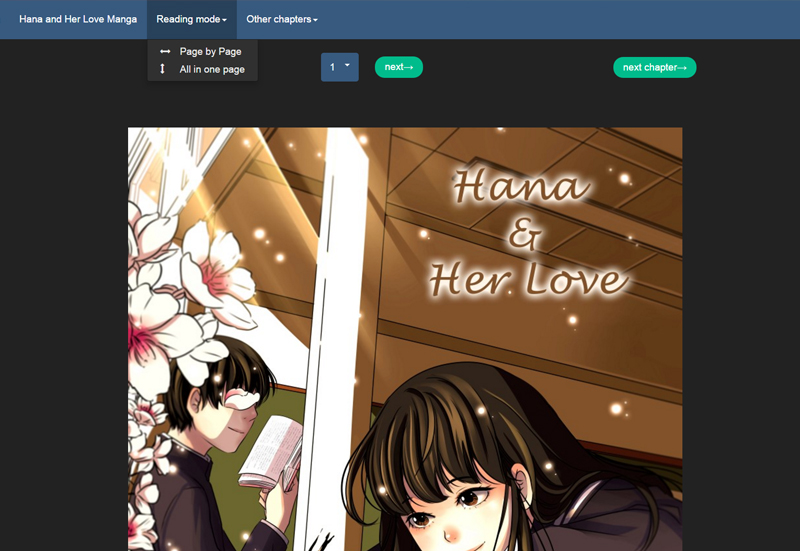 Hana and Her Love Manga Reading mode Other chapters
Page by Page
All in one page
1 next→ next chapter→
Hana
&
Her Love